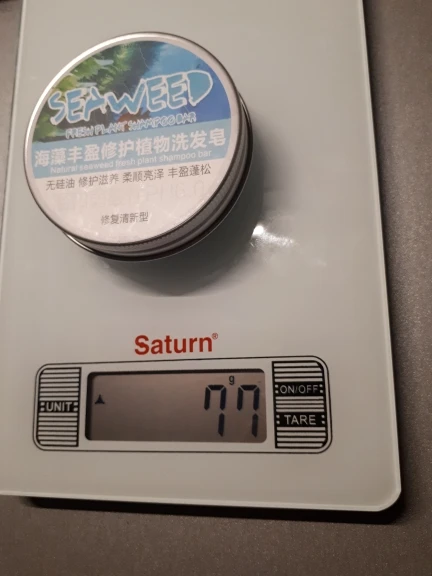 SEAWEED
FRESH PLANT SHAMPOO BAR
海藻丰盈修护植物洗发皂
Natural seaweed fresh plant shampoo bar
无硅油 修护滋养 柔顺亮泽 丰盈蓬松
修复清新型
Saturn®
g
77
UNIT
ON/OFF
TARE